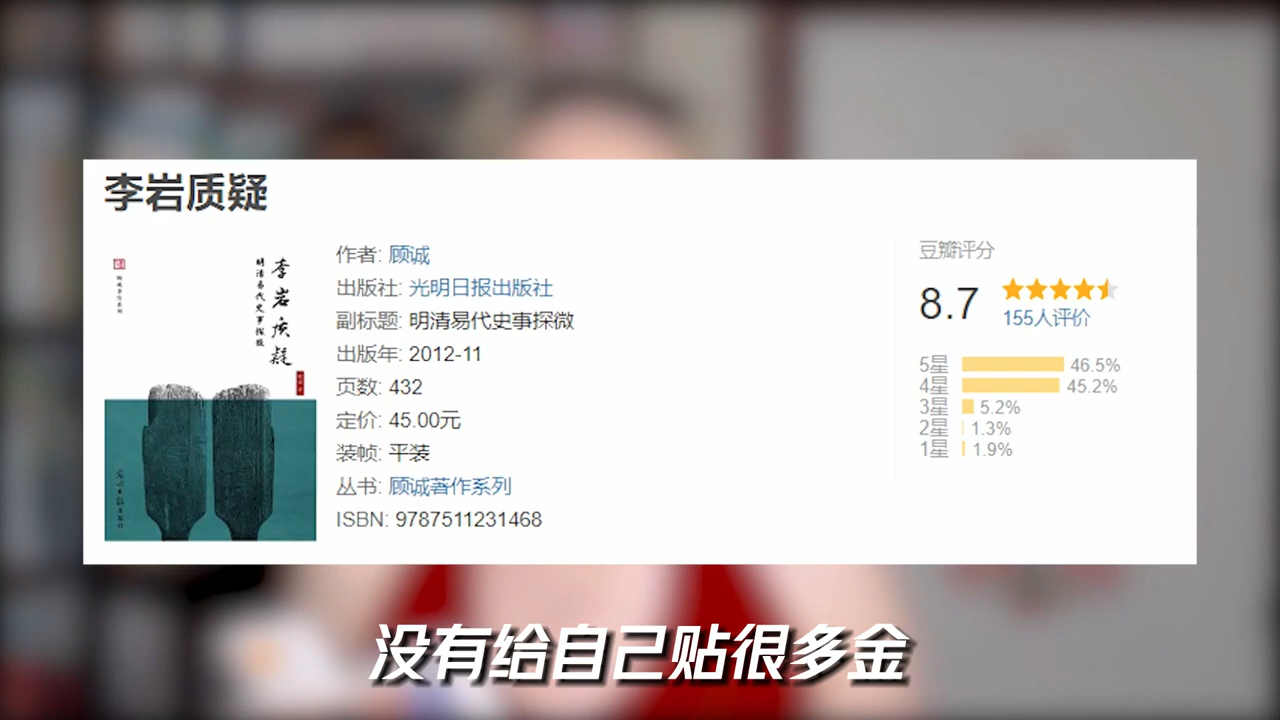 李岩质疑
李岩质疑
明清易代史事探微
作者: 顾诚
出版社: 光明日报出版社
副标题: 明清易代史事探微
出版年: 2012-11
页数: 432
定价: 45.00元
装帧: 平装
丛书: 顾诚著作系列
ISBN: 9787511231468
豆瓣评分
8.7
155人评价
5星 46.5%
4星 45.2%
3星 5.2%
2星 1.3%
1星 1.9%
没有给自己贴很多金